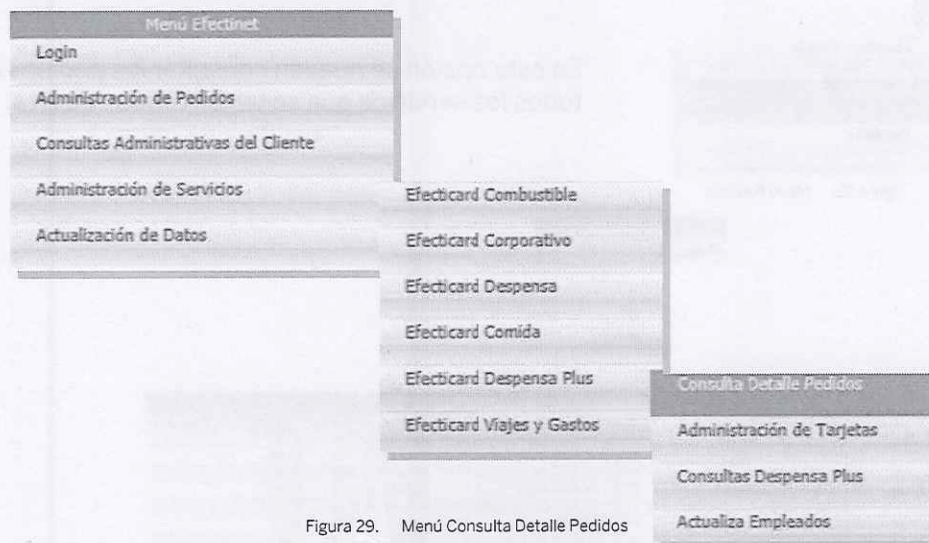 Menú Efectinet
Login
Administración de Pedidos
Consultas Administrativas del Cliente
Administración de Servicios
Actualización de Datos
Efecticard Combustible
Efecticard Corporativo
Efecticard Despensa
Efecticard Comida
Efecticard Despensa Plus
Efecticard Viajes y Gastos
Consulta Detalle Pedidos
Administración de Tarjetas
Consultas Despensa Plus
Actualiza Empleados
Figura 29. Menú Consulta Detalle Pedidos